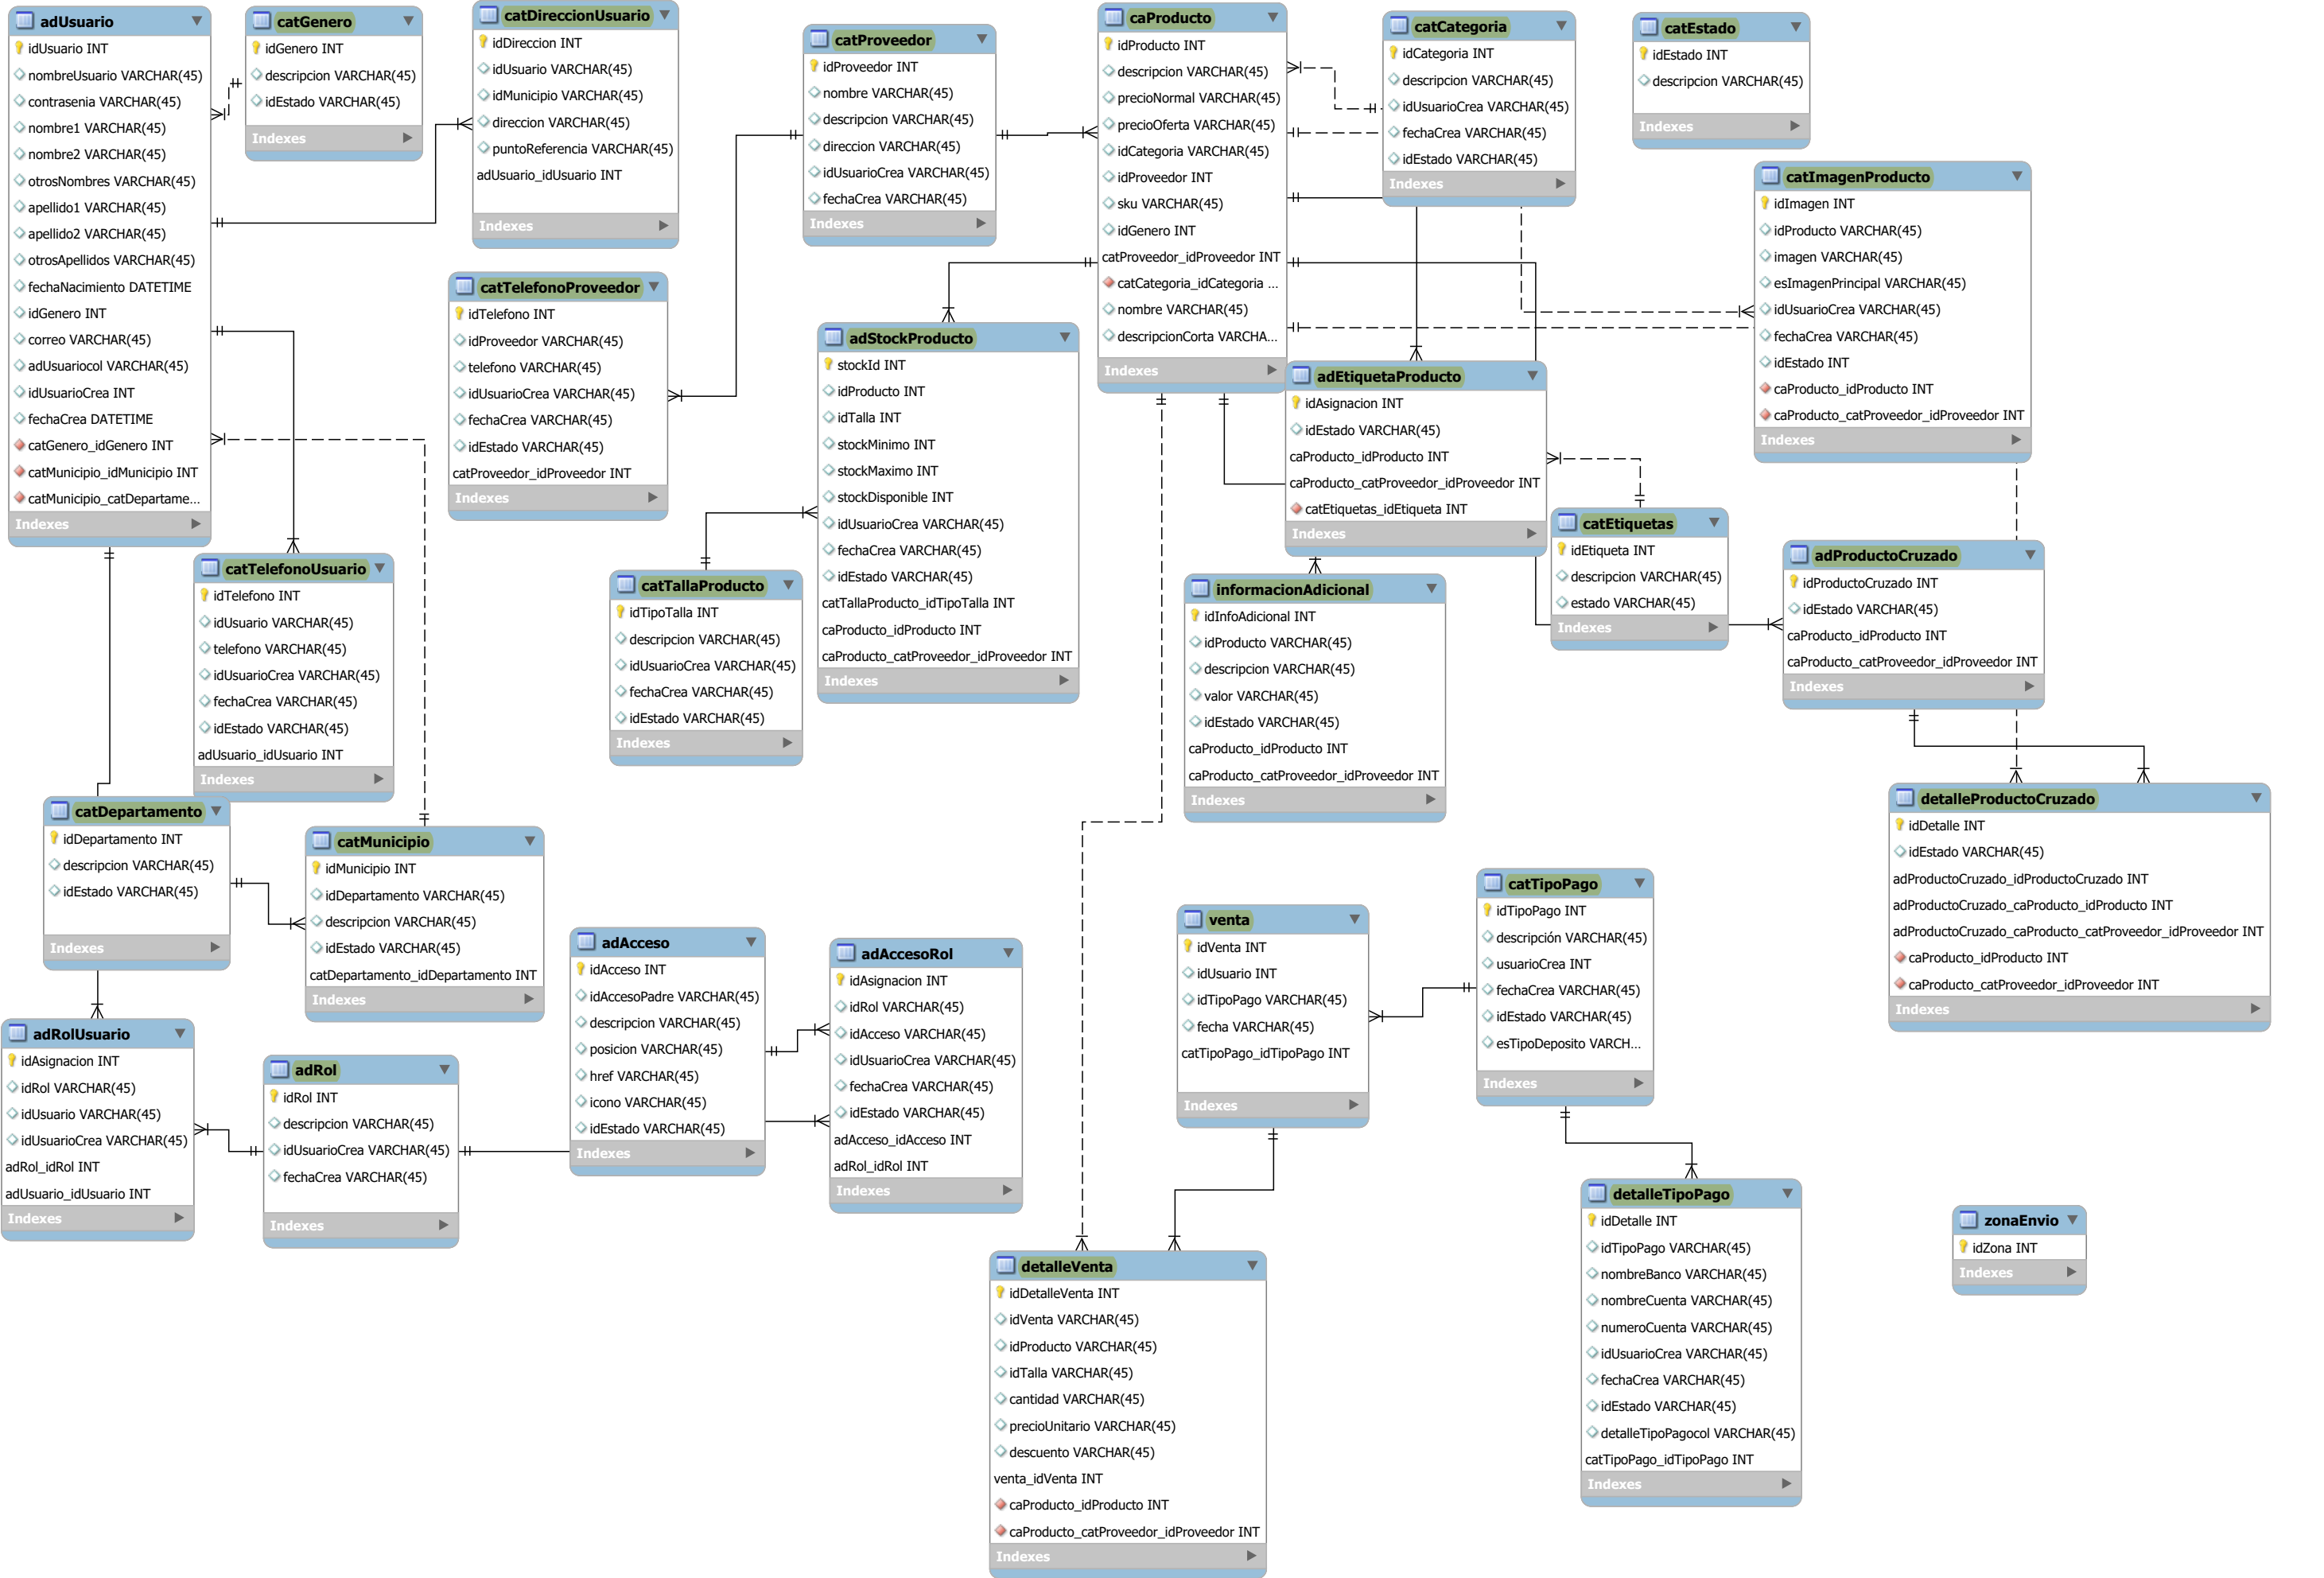 adUsuario
idUsuario INT
nombreUsuario VARCHAR(45)
contrasenia VARCHAR(45)
nombre1 VARCHAR(45)
nombre2 VARCHAR(45)
otrosNombres VARCHAR(45)
apellido1 VARCHAR(45)
apellido2 VARCHAR(45)
otrosApellidos VARCHAR(45)
fechaNacimiento DATETIME
idGenero INT
correo VARCHAR(45)
adUsuariocol VARCHAR(45)
idUsuarioCrea INT
fechaCrea DATETIME
catGenero_idGenero INT
catMunicipio_idMunicipio INT
catMunicipio_catDepartame...
Indexes
catGenero
idGenero INT
descripcion VARCHAR(45)
idEstado VARCHAR(45)
Indexes
catDireccionUsuario
idDireccion INT
idUsuario VARCHAR(45)
idMunicipio VARCHAR(45)
direccion VARCHAR(45)
puntoReferencia VARCHAR(45)
adUsuario_idUsuario INT
Indexes
catProveedor
idProveedor INT
nombre VARCHAR(45)
descripcion VARCHAR(45)
direccion VARCHAR(45)
idUsuarioCrea VARCHAR(45)
fechaCrea VARCHAR(45)
Indexes
caProducto
idProducto INT
descripcion VARCHAR(45)
precioNormal VARCHAR(45)
precioOferta VARCHAR(45)
idCategoria VARCHAR(45)
idProveedor INT
sku VARCHAR(45)
idGenero INT
catProveedor_idProveedor INT
catCategoria_idCategoria ...
nombre VARCHAR(45)
descripcionCorta VARCHA...
Indexes
catCategoria
idCategoria INT
descripcion VARCHAR(45)
idUsuarioCrea VARCHAR(45)
fechaCrea VARCHAR(45)
idEstado VARCHAR(45)
Indexes
catEstado
idEstado INT
descripcion VARCHAR(45)
Indexes
catImagenProducto
idImagen INT
idProducto VARCHAR(45)
imagen VARCHAR(45)
esImagenPrincipal VARCHAR(45)
idUsuarioCrea VARCHAR(45)
fechaCrea VARCHAR(45)
idEstado INT
caProducto_idProducto INT
caProducto_catProveedor_idProveedor INT
Indexes
catTelefonoProveedor
idTelefono INT
idProveedor VARCHAR(45)
telefono VARCHAR(45)
idUsuarioCrea VARCHAR(45)
fechaCrea VARCHAR(45)
idEstado VARCHAR(45)
catProveedor_idProveedor INT
Indexes
adStockProducto
stockId INT
idProducto INT
idTalla INT
stockMinimo INT
stockMaximo INT
stockDisponible INT
idUsuarioCrea VARCHAR(45)
fechaCrea VARCHAR(45)
idEstado VARCHAR(45)
catTallaProducto_idTipoTalla INT
caProducto_idProducto INT
caProducto_catProveedor_idProveedor INT
Indexes
adEtiquetaProducto
idAsignacion INT
idEstado VARCHAR(45)
caProducto_idProducto INT
caProducto_catProveedor_idProveedor INT
catEtiquetas_idEtiqueta INT
Indexes
catEtiquetas
idEtiqueta INT
descripcion VARCHAR(45)
estado VARCHAR(45)
Indexes
adProductoCruzado
idProductoCruzado INT
idEstado VARCHAR(45)
caProducto_idProducto INT
caProducto_catProveedor_idProveedor INT
Indexes
catTelefonoUsuario
idTelefono INT
idUsuario VARCHAR(45)
telefono VARCHAR(45)
idUsuarioCrea VARCHAR(45)
fechaCrea VARCHAR(45)
idEstado VARCHAR(45)
adUsuario_idUsuario INT
Indexes
catTallaProducto
idTipoTalla INT
descripcion VARCHAR(45)
idUsuarioCrea VARCHAR(45)
fechaCrea VARCHAR(45)
idEstado VARCHAR(45)
Indexes
informacionAdicional
idInfoAdicional INT
idProducto VARCHAR(45)
descripcion VARCHAR(45)
valor VARCHAR(45)
idEstado VARCHAR(45)
caProducto_idProducto INT
caProducto_catProveedor_idProveedor INT
Indexes
detalleProductoCruzado
idDetalle INT
idEstado VARCHAR(45)
adProductoCruzado_idProductoCruzado INT
adProductoCruzado_caProducto_idProducto INT
adProductoCruzado_caProducto_catProveedor_idProveedor INT
caProducto_idProducto INT
caProducto_catProveedor_idProveedor INT
Indexes
catDepartamento
idDepartamento INT
descripcion VARCHAR(45)
idEstado VARCHAR(45)
Indexes
catMunicipio
idMunicipio INT
idDepartamento VARCHAR(45)
descripcion VARCHAR(45)
idEstado VARCHAR(45)
catDepartamento_idDepartamento INT
Indexes
adAcceso
idAcceso INT
idAccesoPadre VARCHAR(45)
descripcion VARCHAR(45)
posicion VARCHAR(45)
href VARCHAR(45)
icono VARCHAR(45)
idEstado VARCHAR(45)
Indexes
adAccesoRol
idAsignacion INT
idRol VARCHAR(45)
idAcceso VARCHAR(45)
idUsuarioCrea VARCHAR(45)
fechaCrea VARCHAR(45)
idEstado VARCHAR(45)
adAcceso_idAcceso INT
adRol_idRol INT
Indexes
venta
idVenta INT
idUsuario INT
idTipoPago VARCHAR(45)
fecha VARCHAR(45)
catTipoPago_idTipoPago INT
Indexes
catTipoPago
idTipoPago INT
descripción VARCHAR(45)
usuarioCrea INT
fechaCrea VARCHAR(45)
idEstado VARCHAR(45)
esTipoDeposito VARCH...
Indexes
adRolUsuario
idAsignacion INT
idRol VARCHAR(45)
idUsuario VARCHAR(45)
idUsuarioCrea VARCHAR(45)
adRol_idRol INT
adUsuario_idUsuario INT
Indexes
adRol
idRol INT
descripcion VARCHAR(45)
idUsuarioCrea VARCHAR(45)
fechaCrea VARCHAR(45)
Indexes
detalleVenta
idDetalleVenta INT
idVenta VARCHAR(45)
idProducto VARCHAR(45)
idTalla VARCHAR(45)
cantidad VARCHAR(45)
precioUnitario VARCHAR(45)
descuento VARCHAR(45)
venta_idVenta INT
caProducto_idProducto INT
caProducto_catProveedor_idProveedor INT
Indexes
detalleTipoPago
idDetalle INT
idTipoPago VARCHAR(45)
nombreBanco VARCHAR(45)
nombreCuenta VARCHAR(45)
numeroCuenta VARCHAR(45)
idUsuarioCrea VARCHAR(45)
fechaCrea VARCHAR(45)
idEstado VARCHAR(45)
detalleTipoPagocol VARCHAR(45)
catTipoPago_idTipoPago INT
Indexes
zonaEnvio
idZona INT
Indexes